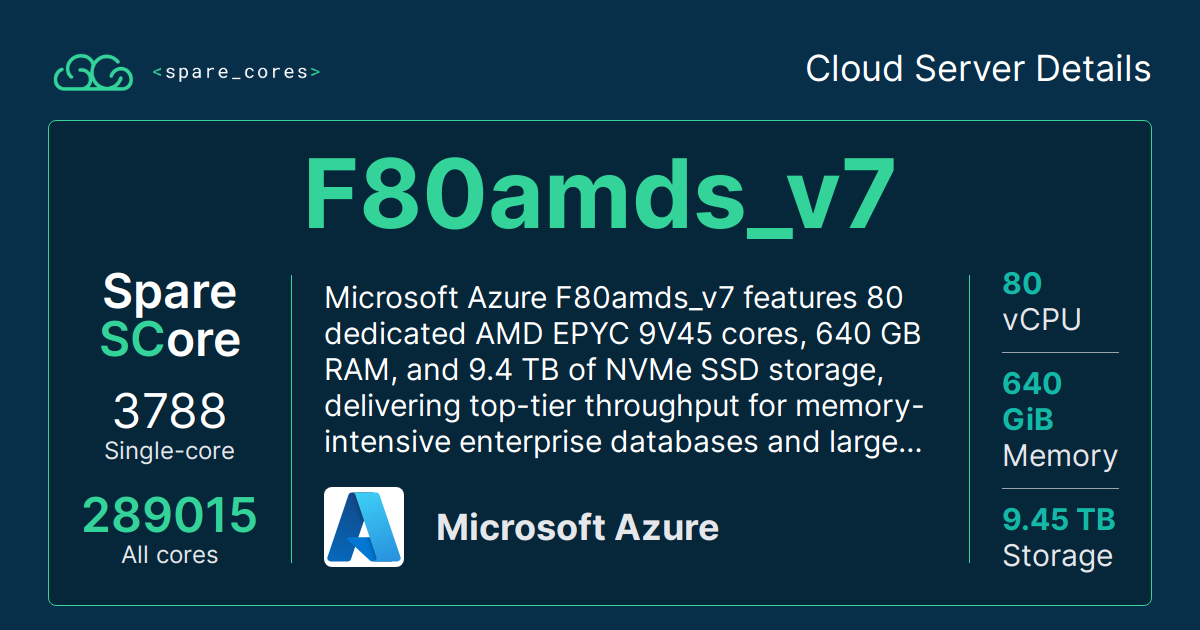 <spare_cores>
Cloud Server Details
F80amds_v7
Spare
SCore
3788
Single-core
289015
All cores
Microsoft Azure F80amds_v7 features 80
dedicated AMD EPYC 9V45 cores, 640 GB
RAM, and 9.4 TB of NVMe SSD storage,
delivering top-tier throughput for memory-
intensive enterprise databases and large...
Microsoft Azure
80
vCPU
640
GiB
Memory
9.45 TB
Storage